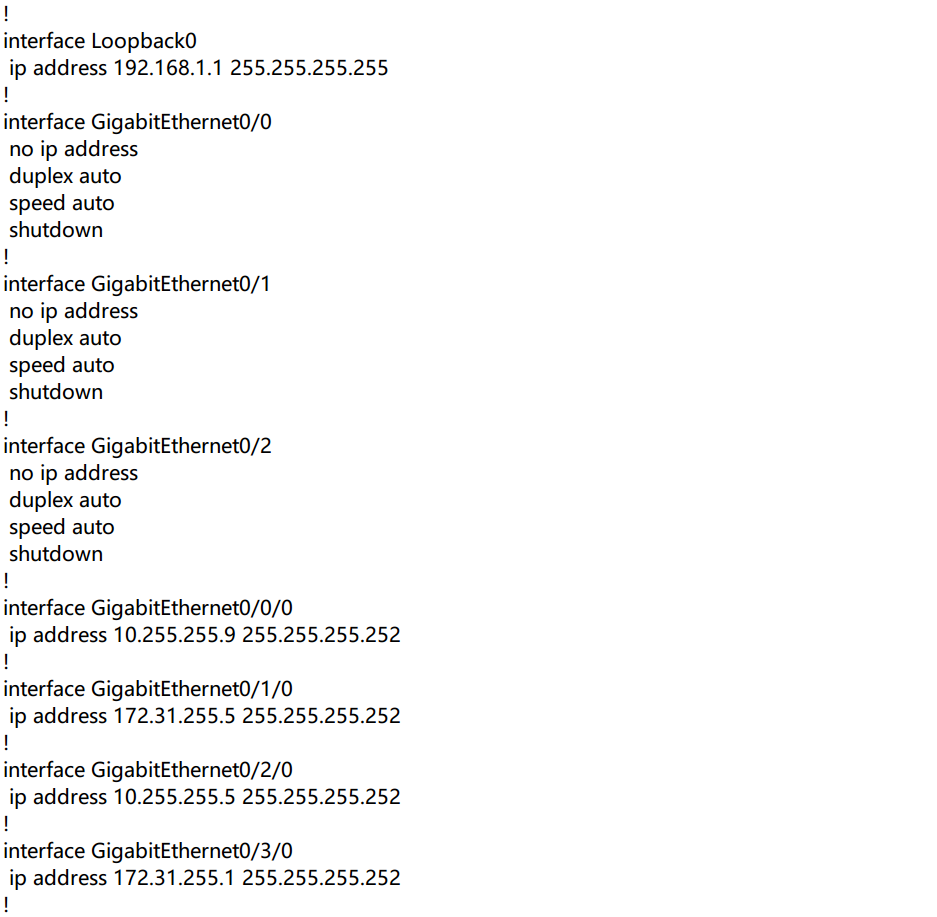 !
interface Loopback0
 ip address 192.168.1.1 255.255.255.255
!
interface GigabitEthernet0/0
 no ip address
 duplex auto
 speed auto
 shutdown
!
interface GigabitEthernet0/1
 no ip address
 duplex auto
 speed auto
 shutdown
!
interface GigabitEthernet0/2
 no ip address
 duplex auto
 speed auto
 shutdown
!
interface GigabitEthernet0/0/0
 ip address 10.255.255.9 255.255.255.252
!
interface GigabitEthernet0/1/0
 ip address 172.31.255.5 255.255.255.252
!
interface GigabitEthernet0/2/0
 ip address 10.255.255.5 255.255.255.252
!
interface GigabitEthernet0/3/0
 ip address 172.31.255.1 255.255.255.252
!